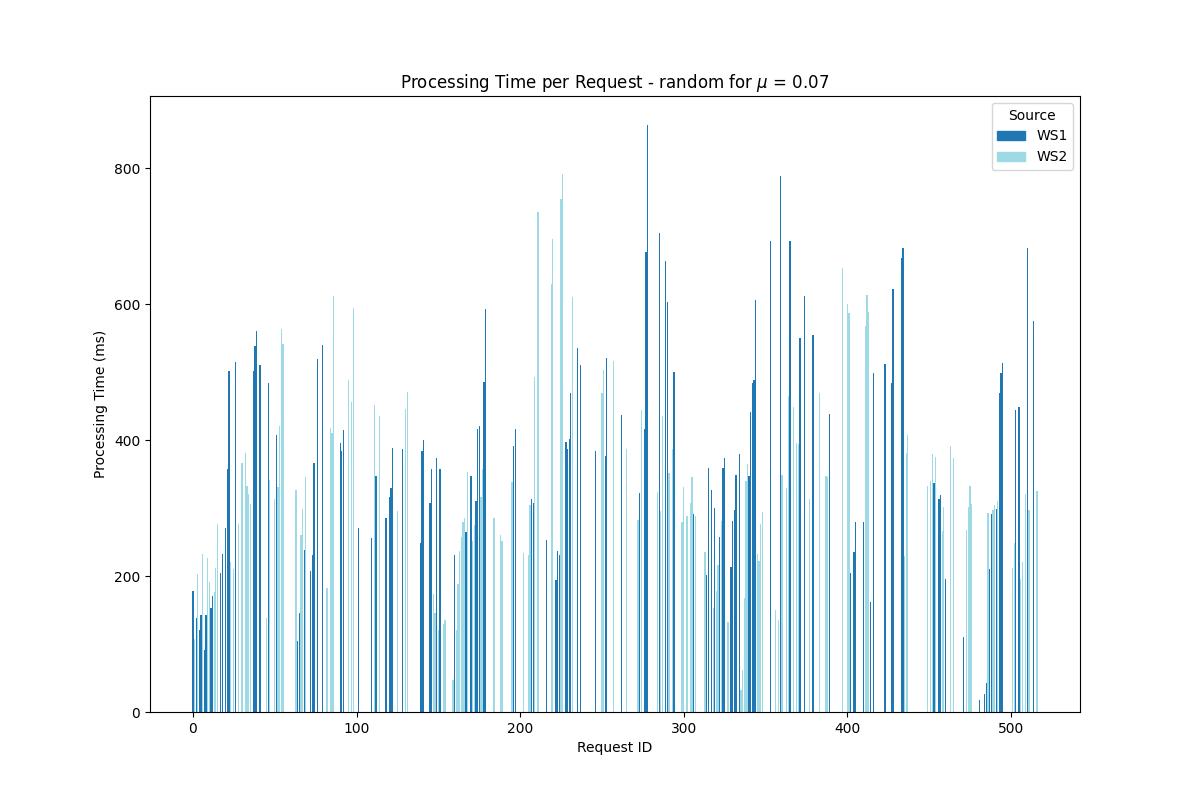 Processing Time per Request - random for μ = 0.07
Source
WS1
WS2
Processing Time (ms)
800
600
400
200
0
0 100 200 300 400 500
Request ID